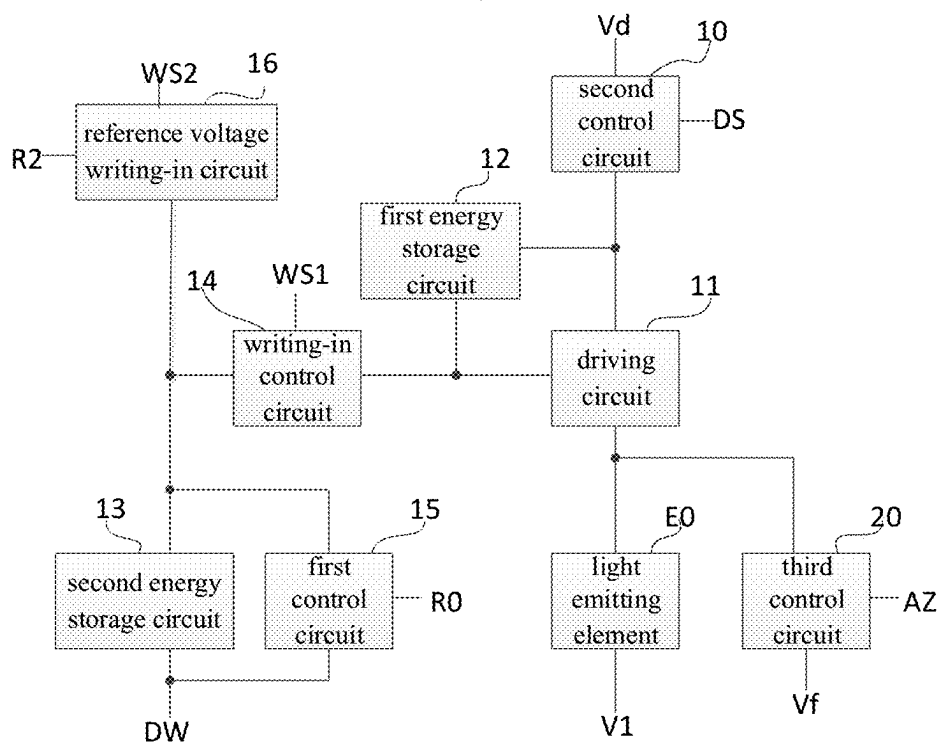 Vd
10
second
control
circuit
DS
WS2
16
reference voltage
writing-in circuit
R2
12
first energy
storage
circuit
WS1
14
writing-in
control
circuit
11
driving
circuit
13
second energy
storage circuit
15
first
control
circuit
R0
E0
light
emitting
element
20
third
control
circuit
AZ
DW
V1
Vf